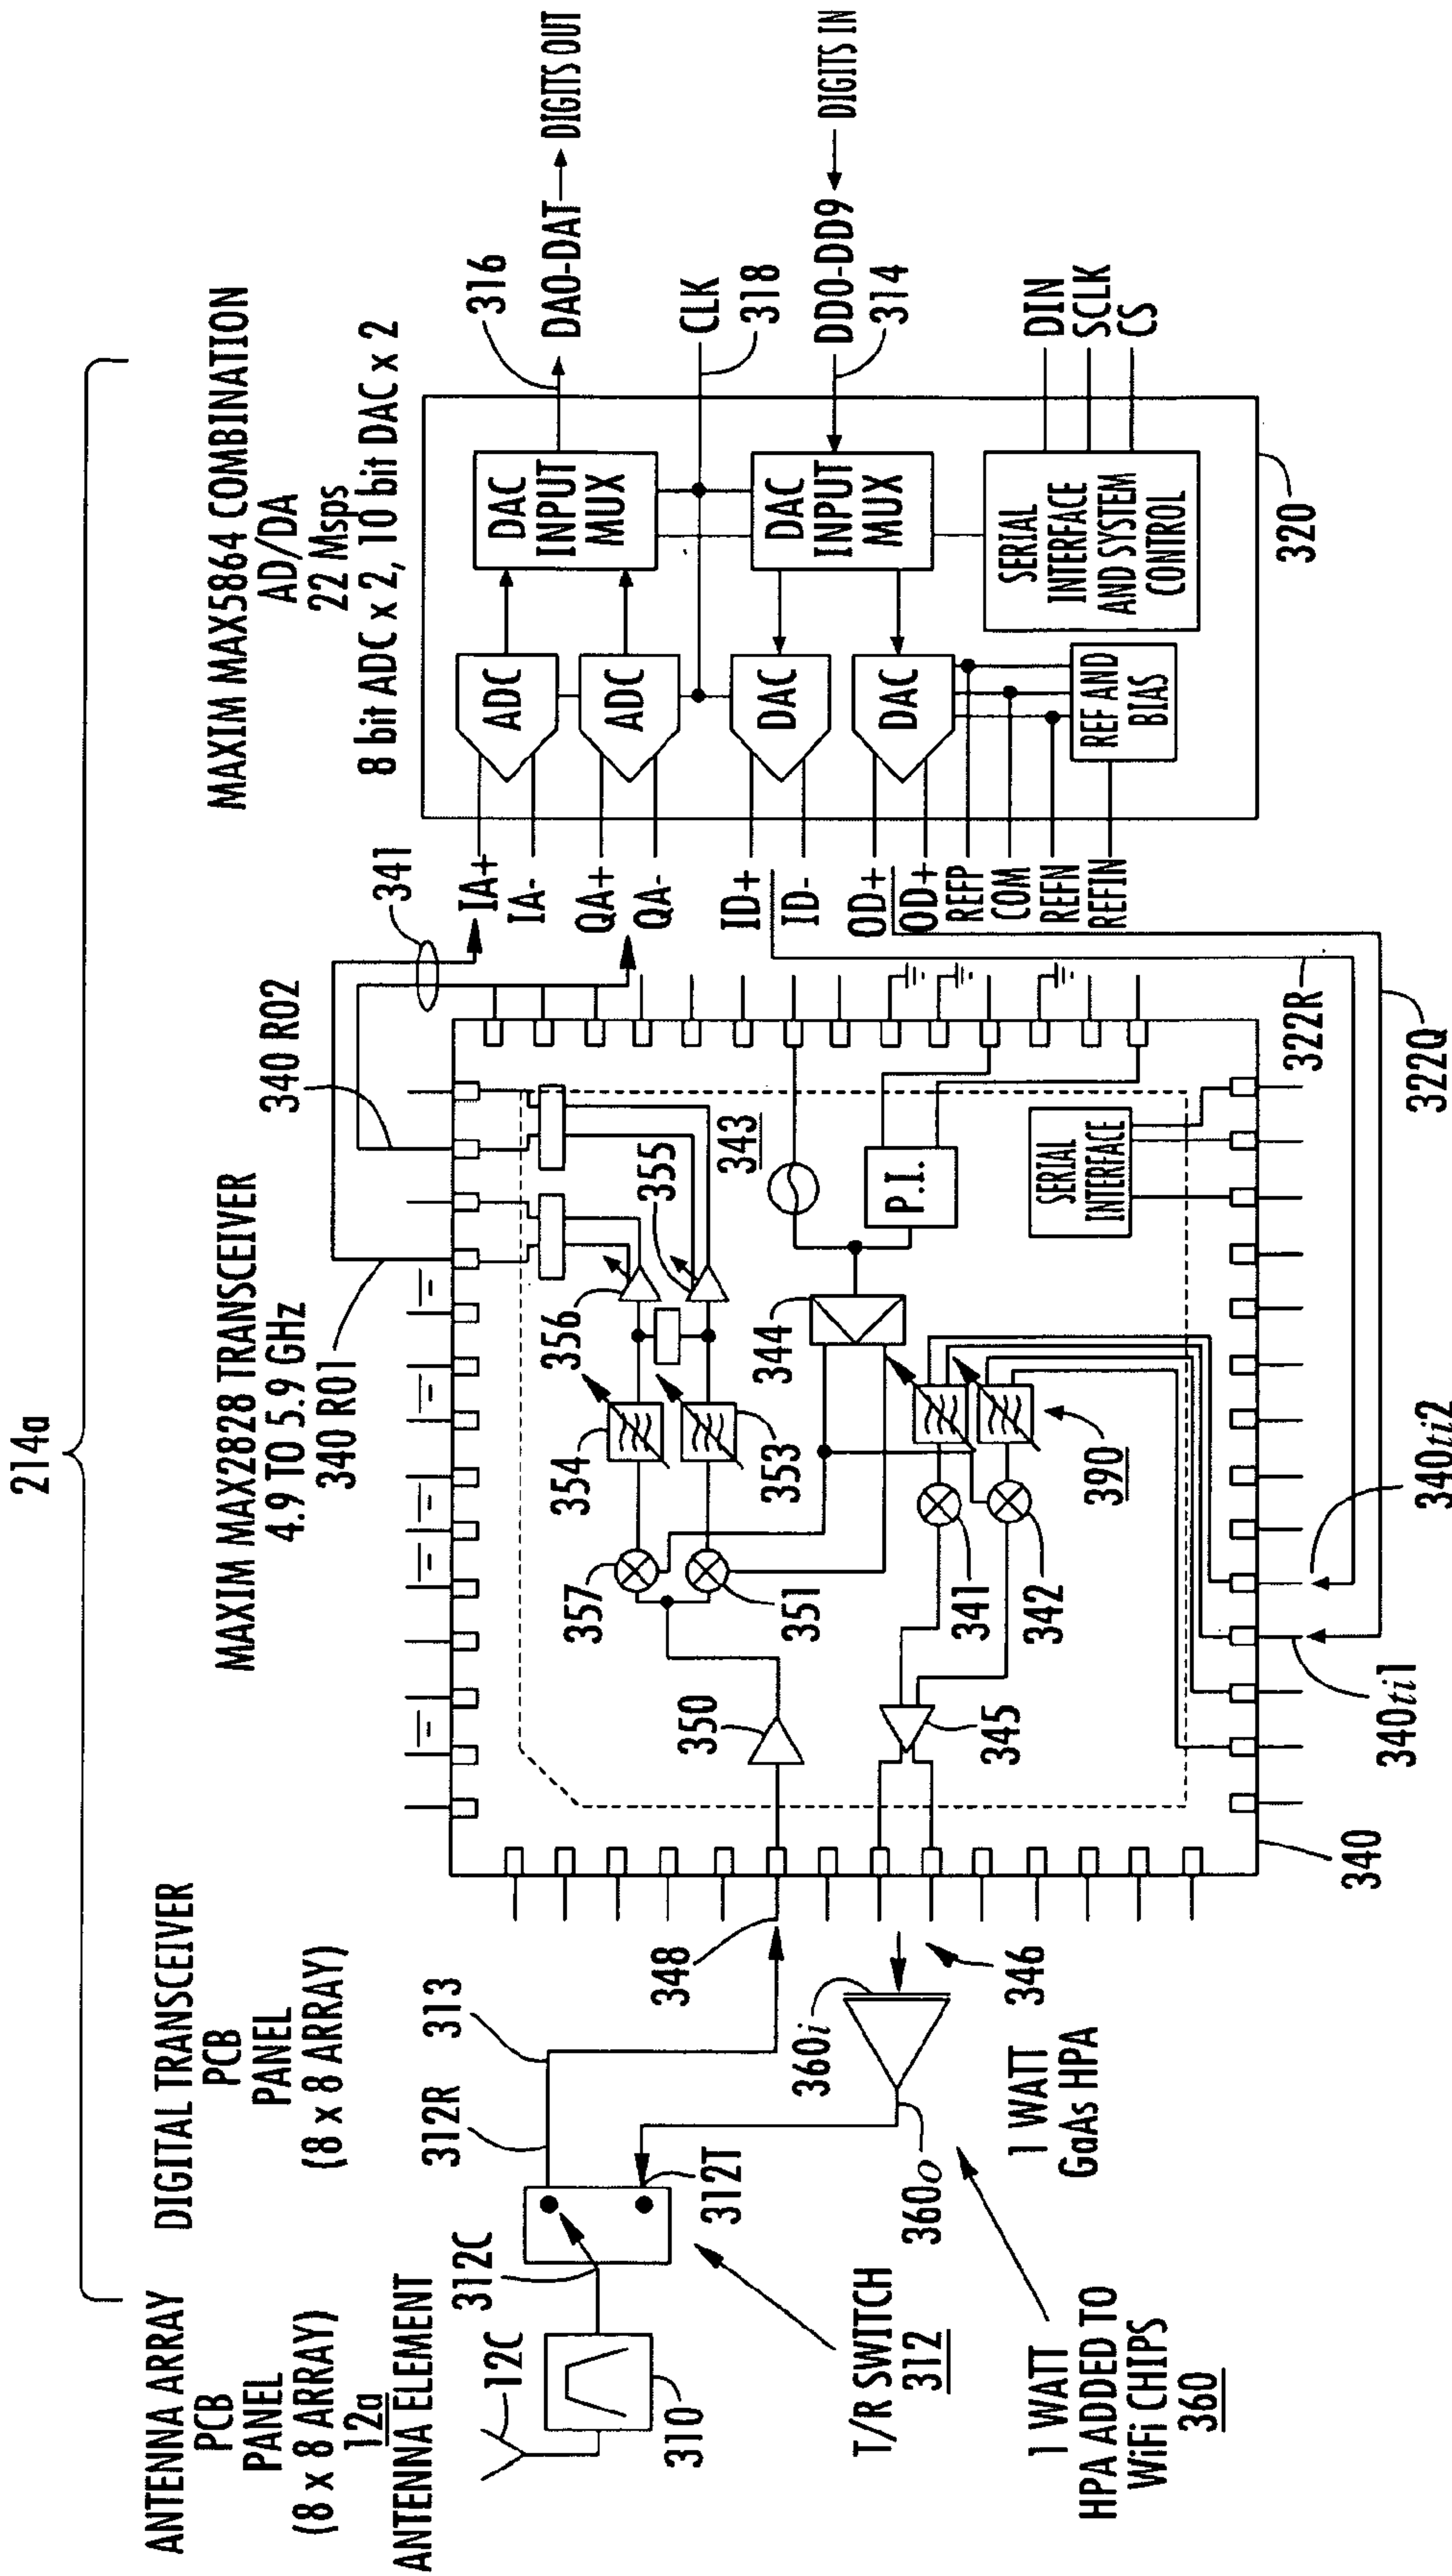 214a
ANTENNA ARRAY
PCB
PANEL
(8 x 8 ARRAY)
12a
ANTENNA ELEMENT
DIGITAL TRANSCEIVER
PCB
PANEL
(8 x 8 ARRAY)
MAXIM MAX2828 TRANSCEIVER
4.9 TO 5.9 GHz
340 R01
340 R02
MAXIM MAX5864 COMBINATION
AD/DA
22 Msps
8 bit ADC x 2, 10 bit DAC x 2
12C
310
312C
312R
313
312T
T/R SWITCH
312
1 WATT
HPA ADDED TO
WiFi CHIPS
360
360o
360i
1 WATT
GaAs HPA
346
348
350
357
351
354
353
356
355
343
344
P.I.
SERIAL
INTERFACE
341
342
345
390
340
340ti1
340ti2
322R
322Q
341
IA+
IA-
QA+
QA-
ID+
ID-
OD+
OD+
REFP
COM
REFN
REFIN
ADC
ADC
DAC
DAC
REF AND
BIAS
DAC
INPUT
MUX
DAC
INPUT
MUX
SERIAL
INTERFACE
AND SYSTEM
CONTROL
320
316
DA0-DAT
DIGITS OUT
CLK
318
DD0-DD9
DIGITS IN
314
DIN
SCLK
CS